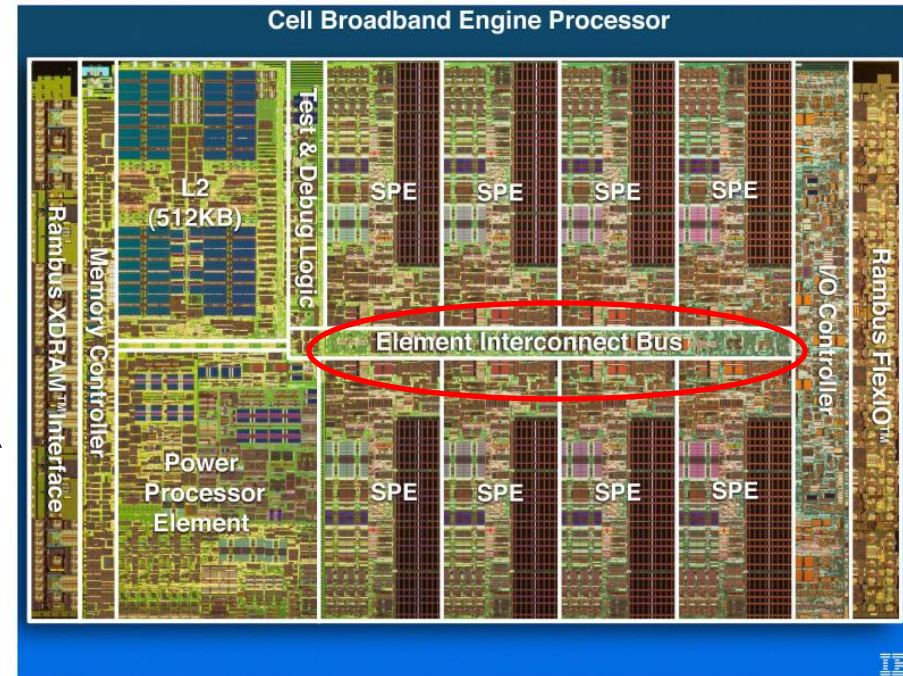 Cell Broadband Engine Processor
Rambus XDRAM™ Interface
Memory Controller
L2
(512KB)
Test & Debug Logic
SPE
SPE
SPE
SPE
I/O Controller
Rambus FlexIO™
Element Interconnect Bus
Power
Processor
Element
SPE
SPE
SPE
SPE